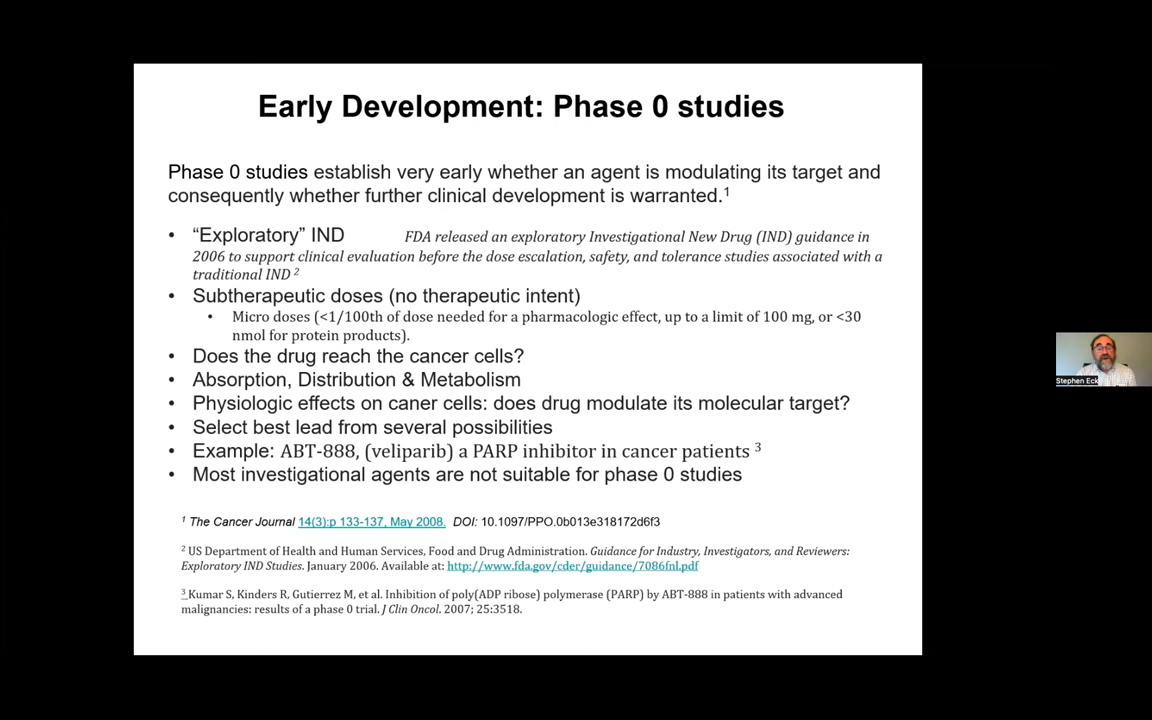 Early Development: Phase 0 studies
Phase 0 studies establish very early whether an agent is modulating its target and
consequently whether further clinical development is warranted.1
• “Exploratory” IND FDA released an exploratory Investigational New Drug (IND) guidance in
2006 to support clinical evaluation before the dose escalation, safety, and tolerance studies associated with a
traditional IND 2
• Subtherapeutic doses (no therapeutic intent)
• Micro doses (<1/100th of dose needed for a pharmacologic effect, up to a limit of 100 mg, or <30
nmol for protein products).
• Does the drug reach the cancer cells?
• Absorption, Distribution & Metabolism
• Physiologic effects on caner cells: does drug modulate its molecular target?
• Select best lead from several possibilities
• Example: ABT-888, (veliparib) a PARP inhibitor in cancer patients 3
• Most investigational agents are not suitable for phase 0 studies
1 The Cancer Journal 14(3):p 133-137, May 2008. DOI: 10.1097/PPO.0b013e318172d6f3
2 US Department of Health and Human Services, Food and Drug Administration. Guidance for Industry, Investigators, and Reviewers:
Exploratory IND Studies. January 2006. Available at: http://www.fda.gov/cder/guidance/7086fnl.pdf
3 Kumar S, Kinders R, Gutierrez M, et al. Inhibition of poly(ADP ribose) polymerase (PARP) by ABT-888 in patients with advanced
malignancies: results of a phase 0 trial. J Clin Oncol. 2007; 25:3518.
Stephen Eck